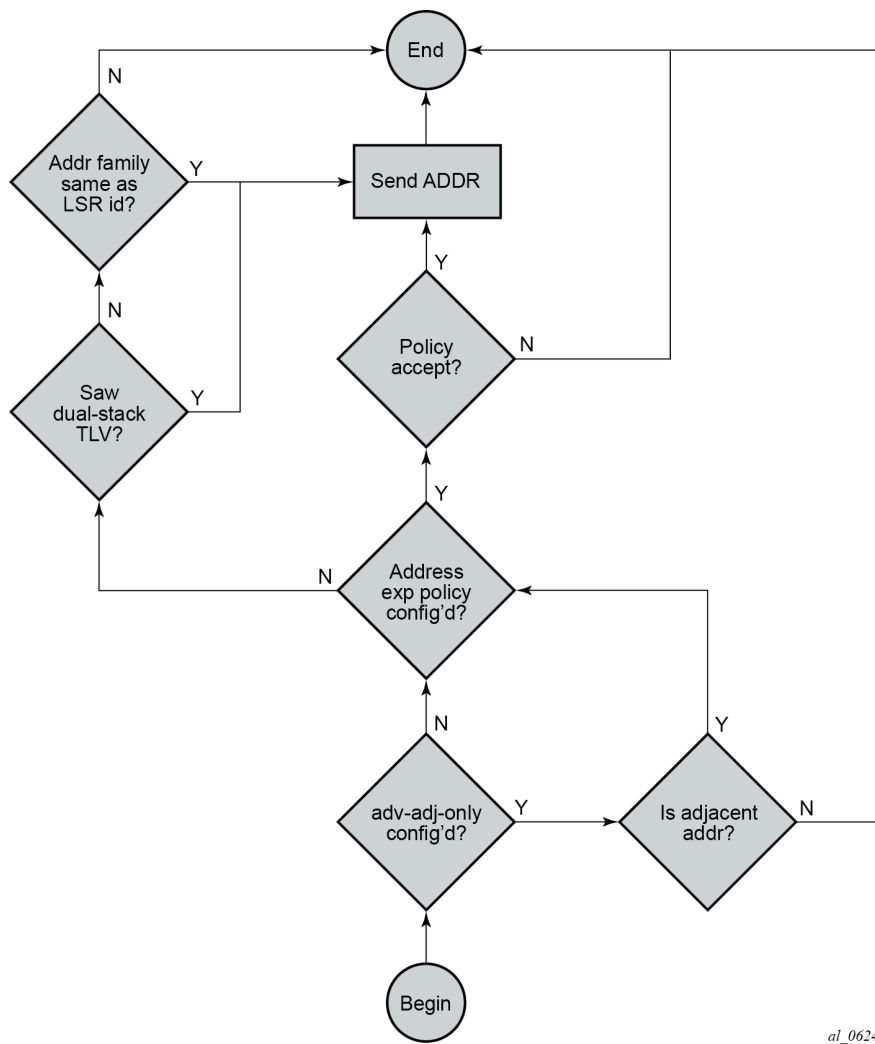 End
N
Addr family
same as
LSR id?
Y
Send ADDR
N
Y
Saw
dual-stack
TLV?
Y
Policy
accept?
N
Y
N
Address
exp policy
config'd?
N
Y
adv-adj-only
config'd?
Y
Is adjacent
addr?
N
Begin
al_0624